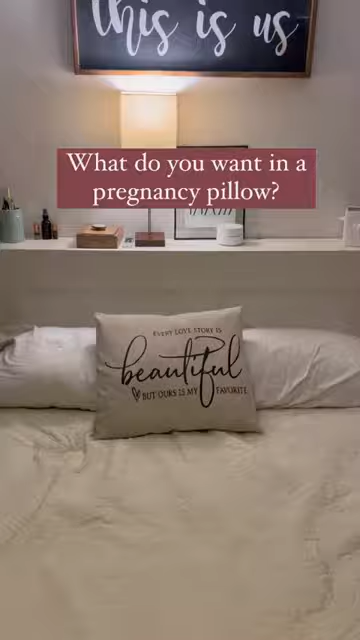 this is us
What do you want in a
pregnancy pillow?
EVERY LOVE STORY IS
beautiful
BUT OURS IS MY FAVORITE